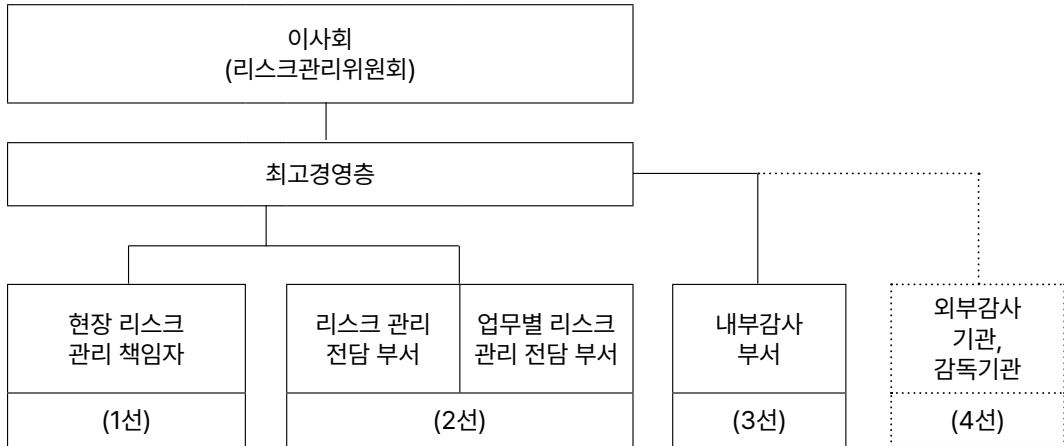 이사회
(리스크관리위원회)
최고경영층
현장 리스크
관리 책임자
(1선)
리스크 관리
전담 부서
업무별 리스크
관리 전담 부서
(2선)
내부감사
부서
(3선)
외부감사
기관,
감독기관
(4선)